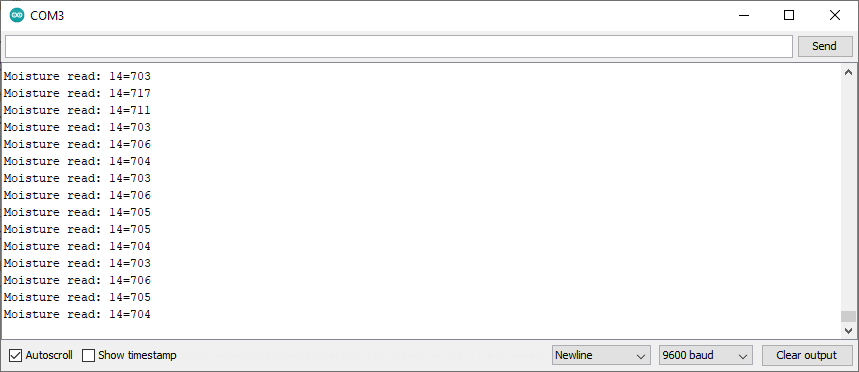 COM3
Send
Moisture read: 14=703
Moisture read: 14=717
Moisture read: 14=711
Moisture read: 14=703
Moisture read: 14=706
Moisture read: 14=704
Moisture read: 14=703
Moisture read: 14=706
Moisture read: 14=705
Moisture read: 14=705
Moisture read: 14=704
Moisture read: 14=703
Moisture read: 14=706
Moisture read: 14=705
Moisture read: 14=704
Autoscroll Show timestamp Newline 9600 baud Clear output